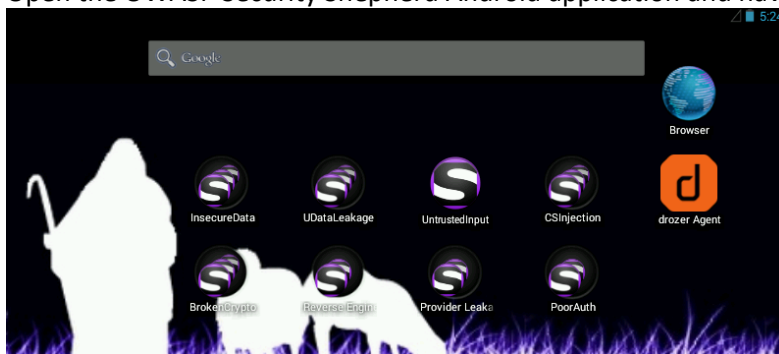 Open the OWASP Security Shepherd Android application and
5:24
Google
Browser
InsecureData
UDataLeakage
UntrustedInput
CSInjection
drozer Agent
BrokenCrypto
Reverse Engin
Provider Leaka
PoorAuth